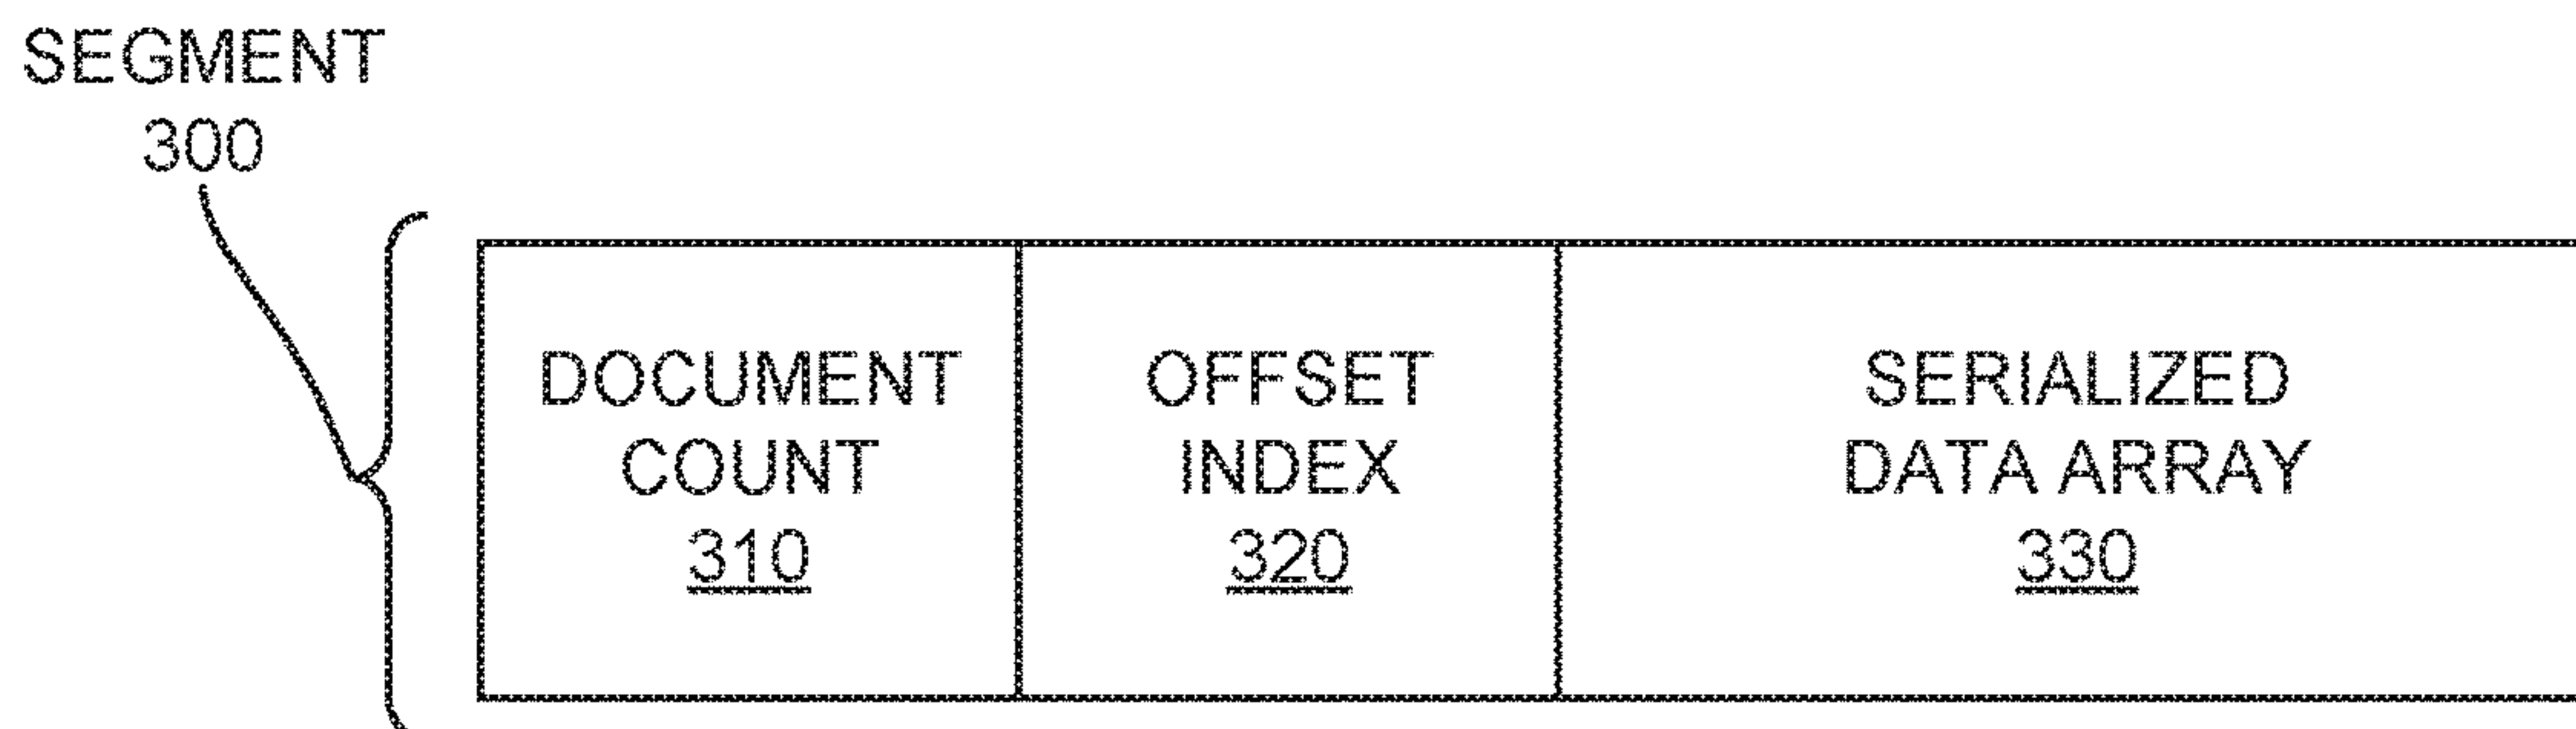 SEGMENT
300
DOCUMENT
COUNT
310
OFFSET
INDEX
320
SERIALIZED
DATA ARRAY
330